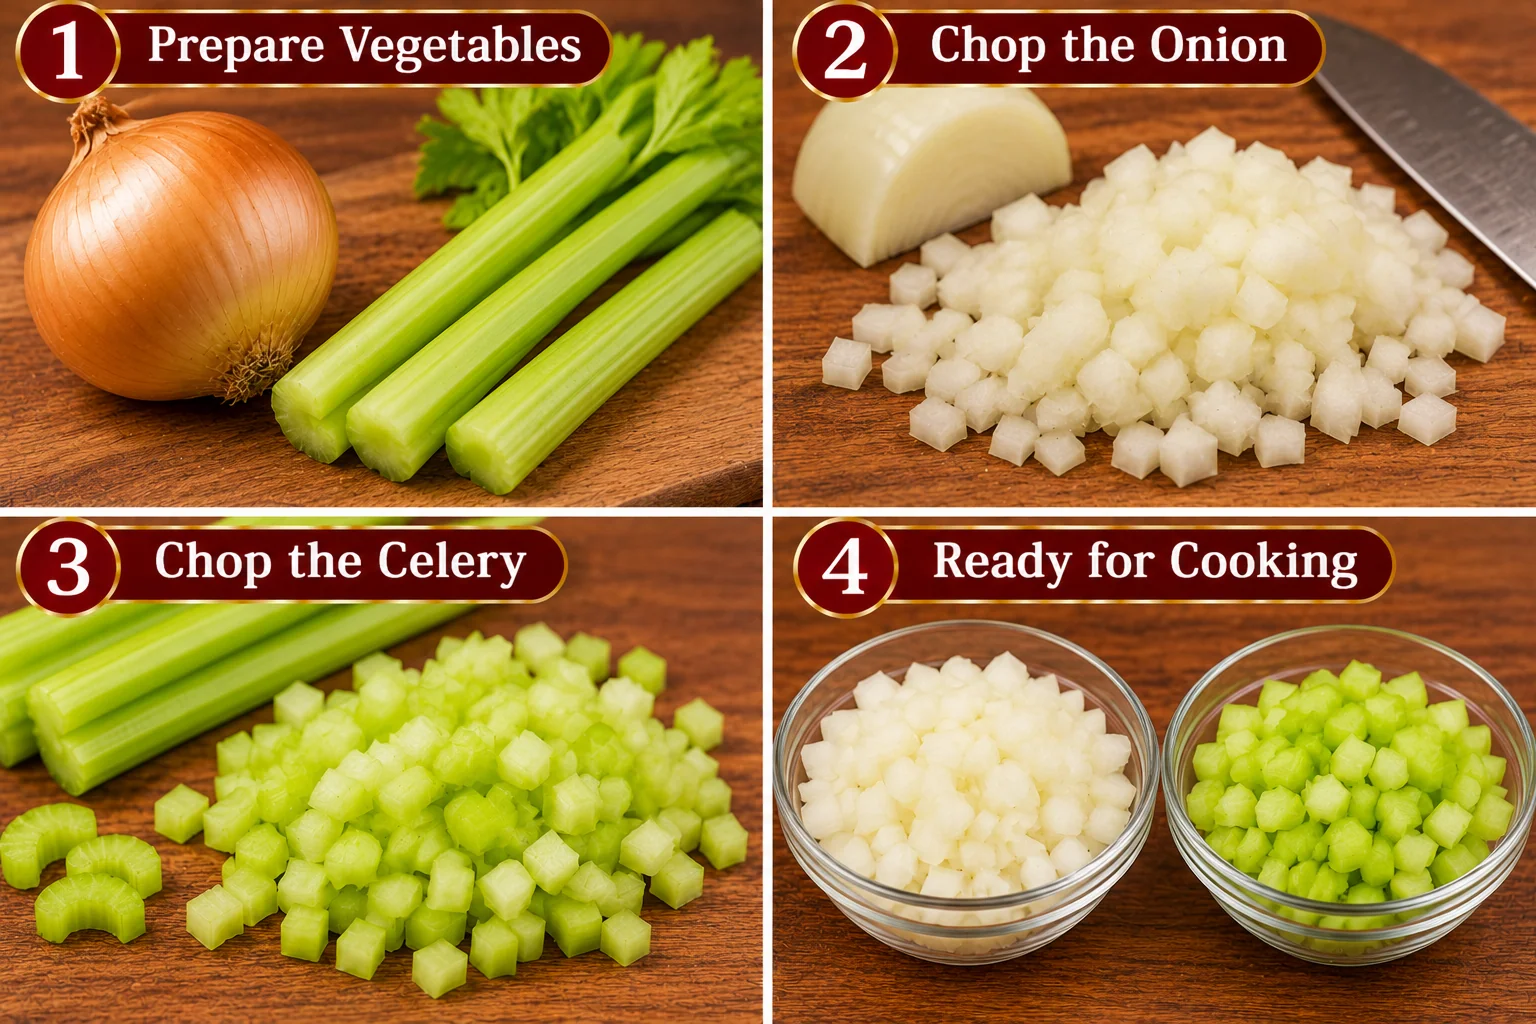 1 Prepare Vegetables
2 Chop the Onion
3 Chop the Celery
4 Ready for Cooking